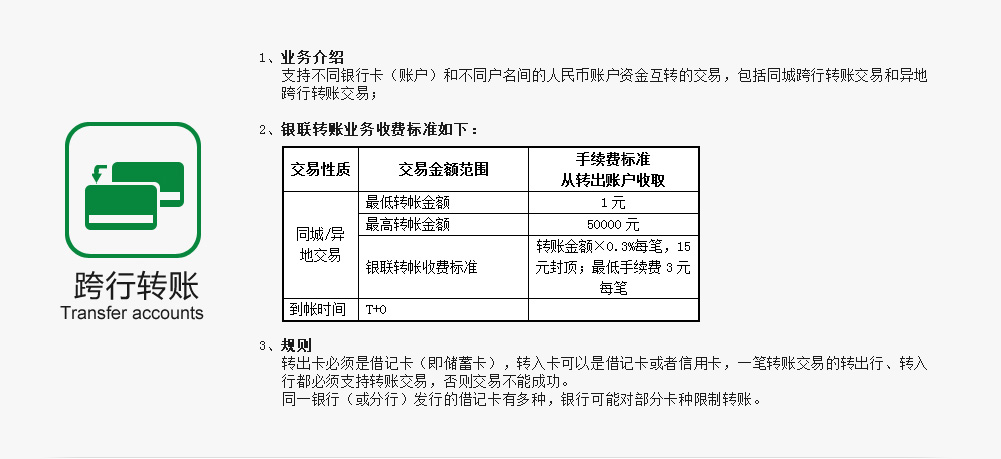 1、业务介绍
支持不同银行卡（账户）和不同户名间的人民币账户资金互转的交易，包括同城跨行转账交易和异地
跨行转账交易；
2、银联转账业务收费标准如下：
交易性质 交易金额范围 手续费标准
从转出账户收取
同城/异
地交易
最低转帐金额 1元
最高转帐金额 50000元
银联转帐收费标准
转账金额×0.3%每笔，15
元封顶；最低手续费3元
每笔
到帐时间 T+0
跨行转账
Transfer accounts
3、规则
转出卡必须是借记卡（即储蓄卡），转入卡可以是借记卡或者信用卡，一笔转账交易的转出行、转入
行都必须支持转账交易，否则交易不能成功。
同一银行（或分行）发行的借记卡有多种，银行可能对部分卡种限制转账。